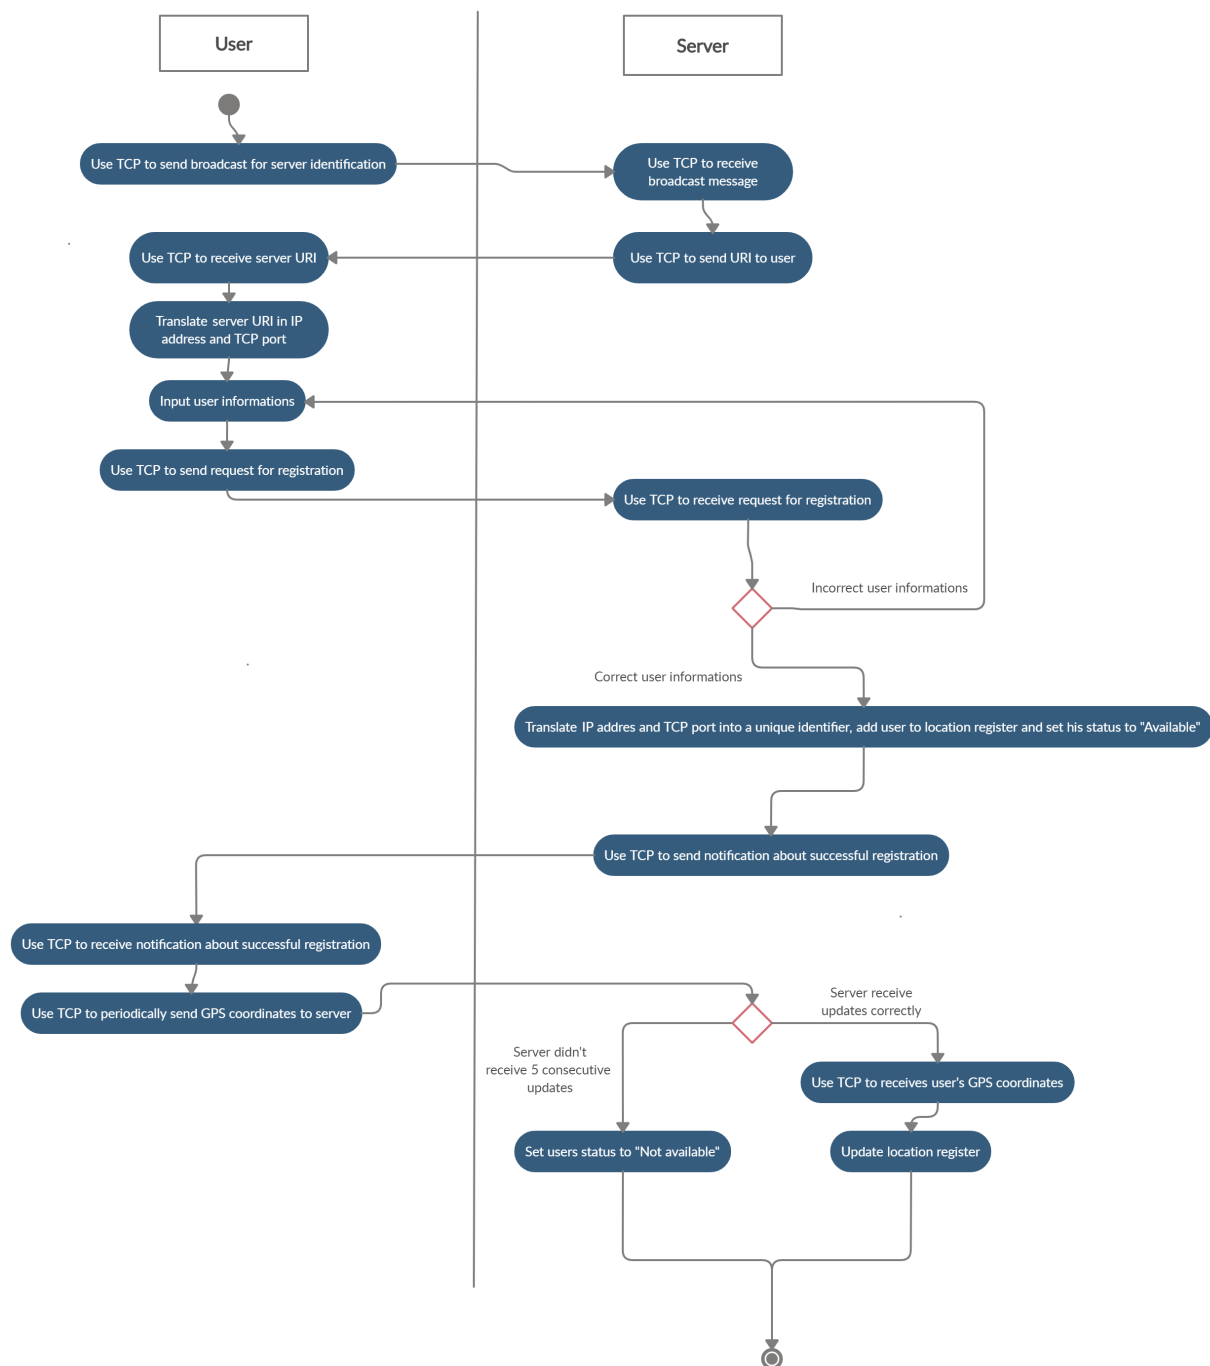 User
Server
Use TCP to send broadcast for server identification
Use TCP to receive
broadcast message
Use TCP to receive server URI
Use TCP to send URI to user
Translate server URI in IP
address and TCP port
Input user informations
Use TCP to send request for registration
Use TCP to receive request for registration
Incorrect user informations
Correct user informations
Translate IP addres and TCP port into a unique identifier, add user to location register and set his status to "Available"
Use TCP to send notification about successful registration
Use TCP to receive notification about successful registration
Use TCP to periodically send GPS coordinates to server
Server receive
updates correctly
Server didn't
receive 5 consecutive
updates
Use TCP to receives user's GPS coordinates
Set users status to "Not available"
Update location register